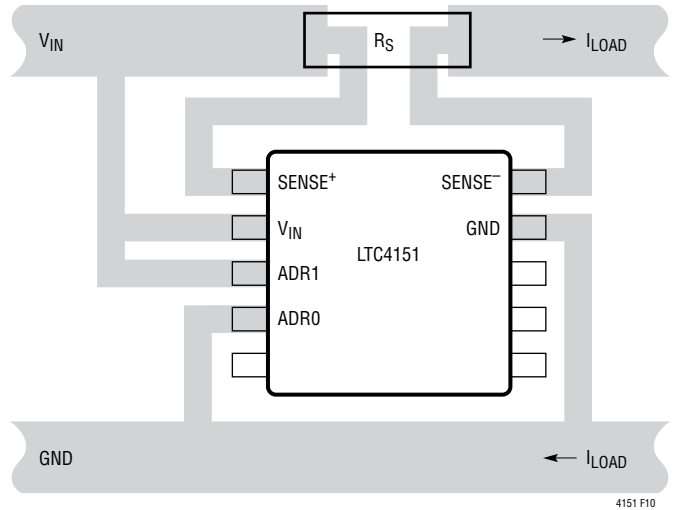 V_IN
R_S
I_LOAD
SENSE⁺
SENSE⁻
V_IN
GND
LTC4151
ADR1
ADR0
GND
I_LOAD
4151 F10